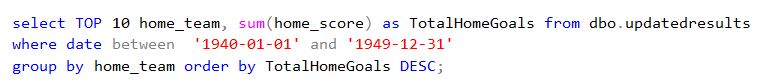 select TOP 10 home_team, sum(home_score) as TotalHomeGoals from dbo.updatedresults
where date between  '1940-01-01' and '1949-12-31'
group by home_team order by TotalHomeGoals DESC;